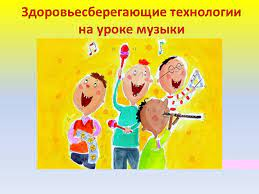 Здоровьесберегающие технологии
на уроке музыки